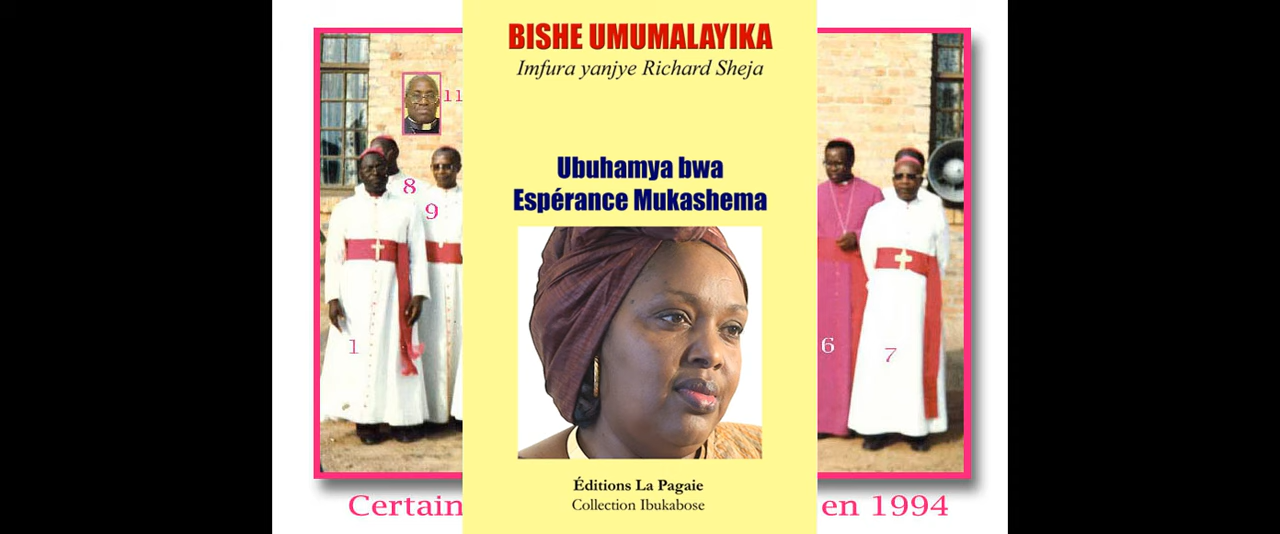 BISHE UMUMALAYIKA
Imfura yanjye Richard Sheja
Ubuhamya bwa
Espérance Mukashema
Éditions La Pagaie
Collection Ibukabose
11
8
9
1
6
7
Certain
en 1994